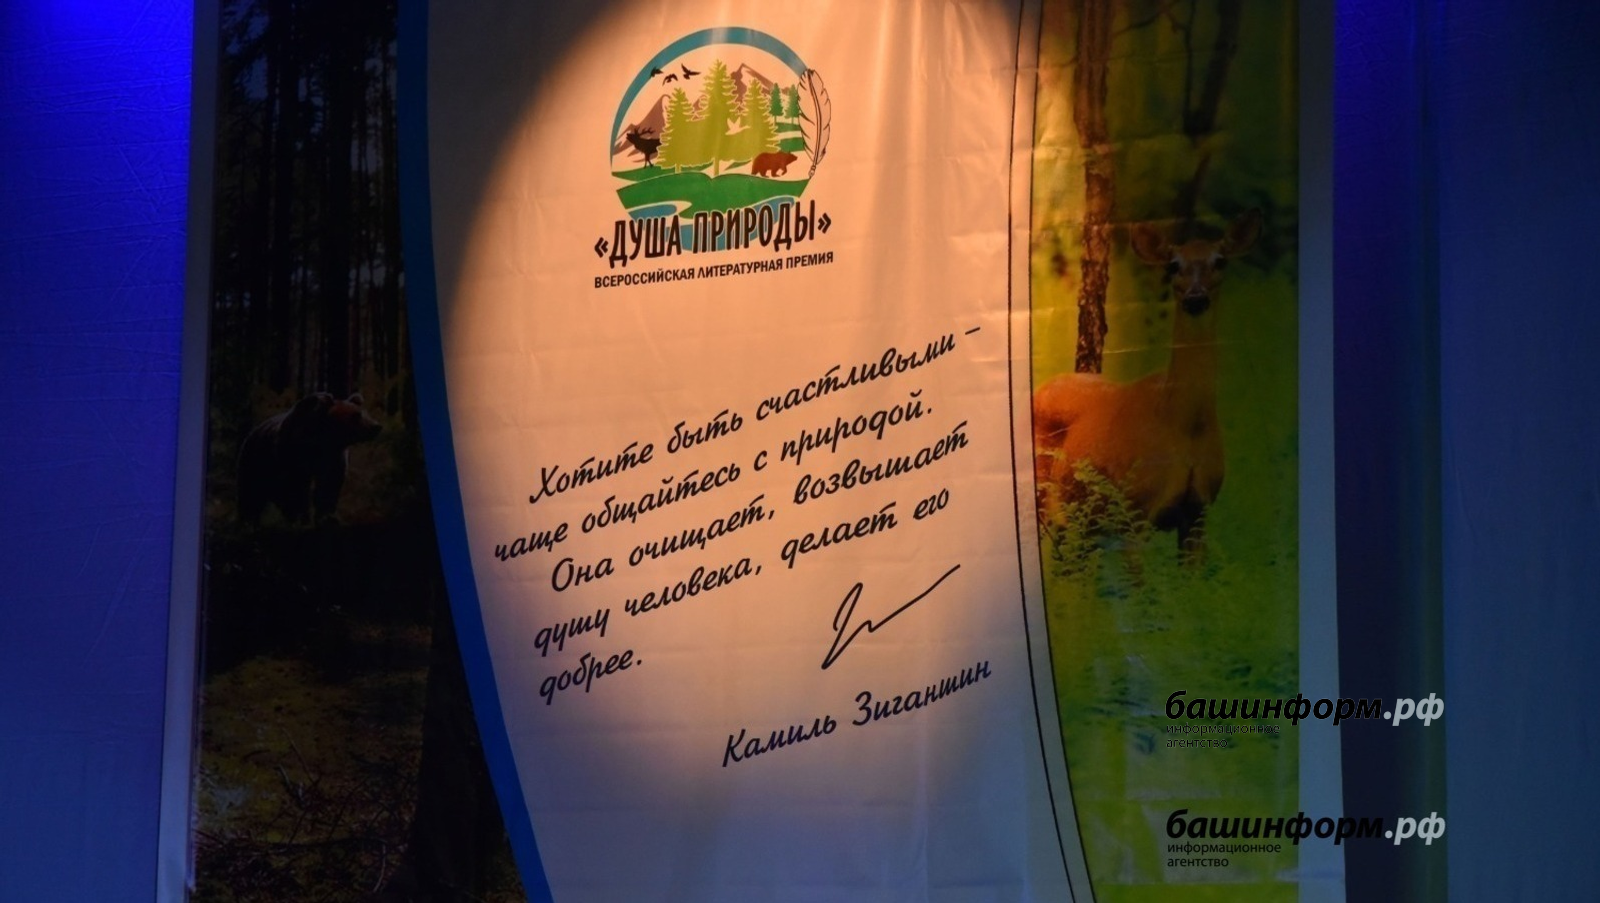 «ДУША ПРИРОДЫ»
ВСЕРОССИЙСКАЯ ЛИТЕРАТУРНАЯ ПРЕМИЯ
Хотите быть счастливыми –
чаще общайтесь с природой.
Она очищает, возвышает
душу человека, делает его
добрее.
Камиль Зиганшин
башинформ.рф
информационное
агентство
башинформ.рф
информационное
агентство